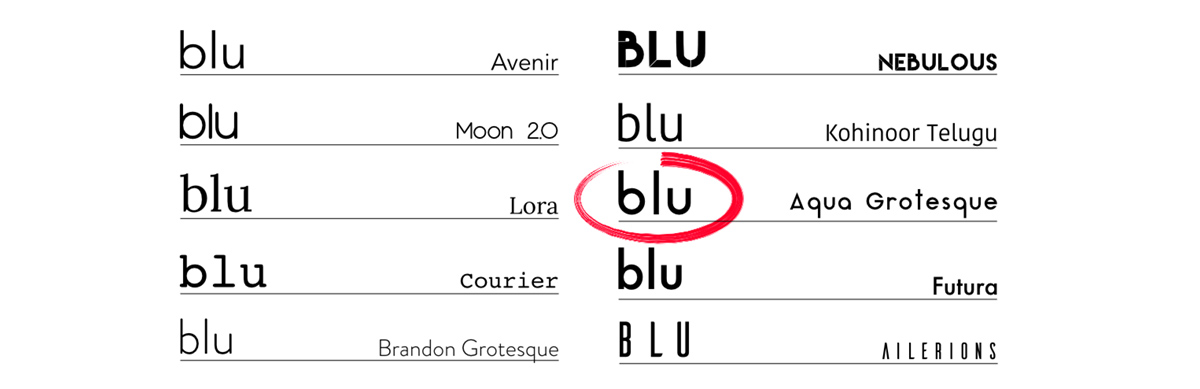 blu Avenir
blu Moon 2.0
blu Lora
blu Courier
blu Brandon Grotesque
BLU NEBULOUS
blu Kohinoor Telugu
blu Aqua Grotesque
blu Futura
BLU AILERIONS